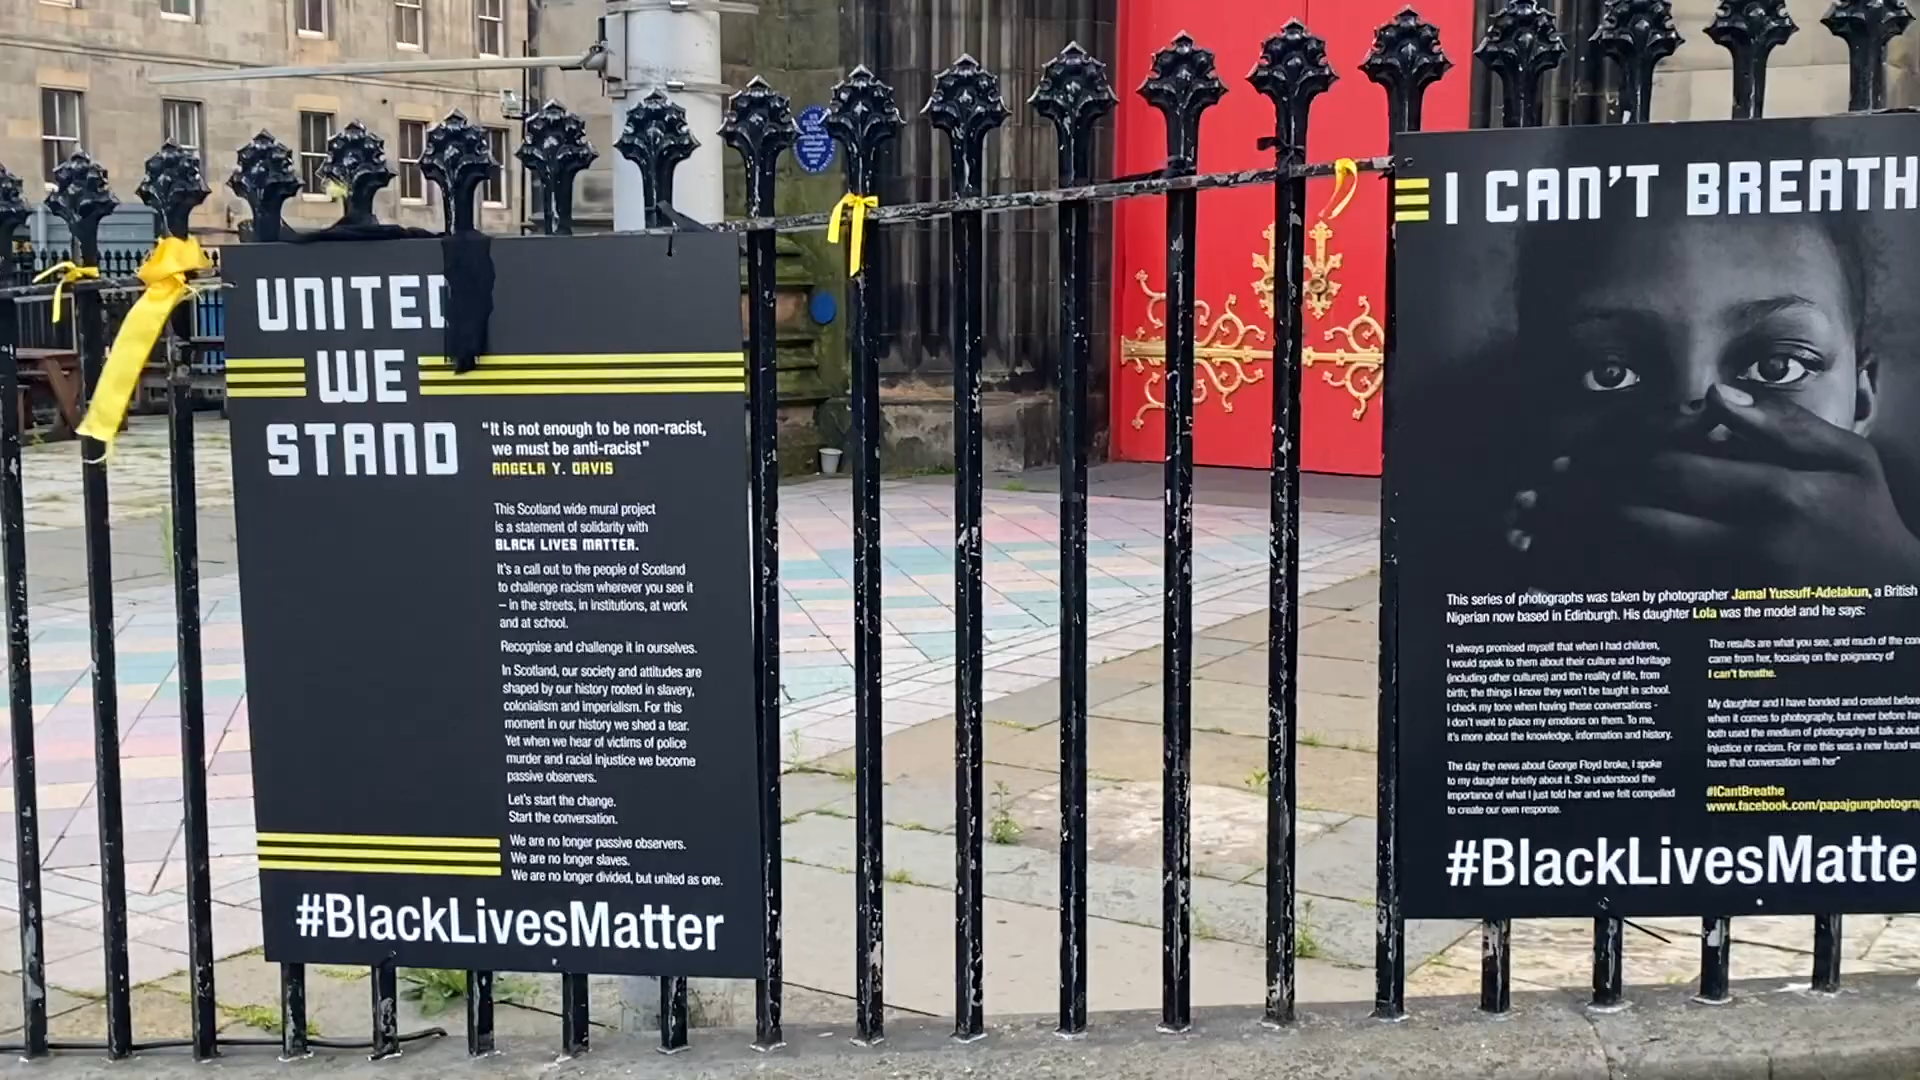 UNITED
WE
STAND
"It is not enough to be non-racist,
we must be anti-racist"
ANGELA Y. DAVIS
This Scotland wide mural project
is a statement of solidarity with
BLACK LIVES MATTER.
It's a call out to the people of Scotland
to challenge racism wherever you see it
– in the streets, in institutions, at work
and at school.
Recognise and challenge it in ourselves.
In Scotland, our society and attitudes are
shaped by our history rooted in slavery,
colonialism and imperialism. For this
moment in our history we shed a tear.
Yet when we hear of victims of police
murder and racial injustice we become
passive observers.
Let's start the change.
Start the conversation.
We are no longer passive observers.
We are no longer slaves.
We are no longer divided, but united as one.
#BlackLivesMatter
I CAN'T BREATH
This series of photographs was taken by photographer Jamal Yussuff-Adelakun, a British
Nigerian now based in Edinburgh. His daughter Lola was the model and he says:
"I always promised myself that when I had children,
I would speak to them about their culture and heritage
(including other cultures) and the reality of life, from
birth; the things I know they won't be taught in school.
I check my tone when having these conversations -
I don't want to place my emotions on them. To me,
it's more about the knowledge, information and history.
The day the news about George Floyd broke, I spoke
to my daughter briefly about it. She understood the
importance of what I just told her and we felt compelled
to create our own response.
The results are what you see, and much of the con
came from her, focusing on the poignancy of
I can't breathe.
My daughter and I have bonded and created before
when it comes to photography, but never before ha
both used the medium of photography to talk about
injustice or racism. For me this was a new found wa
have that conversation with her"
#ICantBreathe
www.facebook.com/papajgunphotogra
#BlackLivesMatte